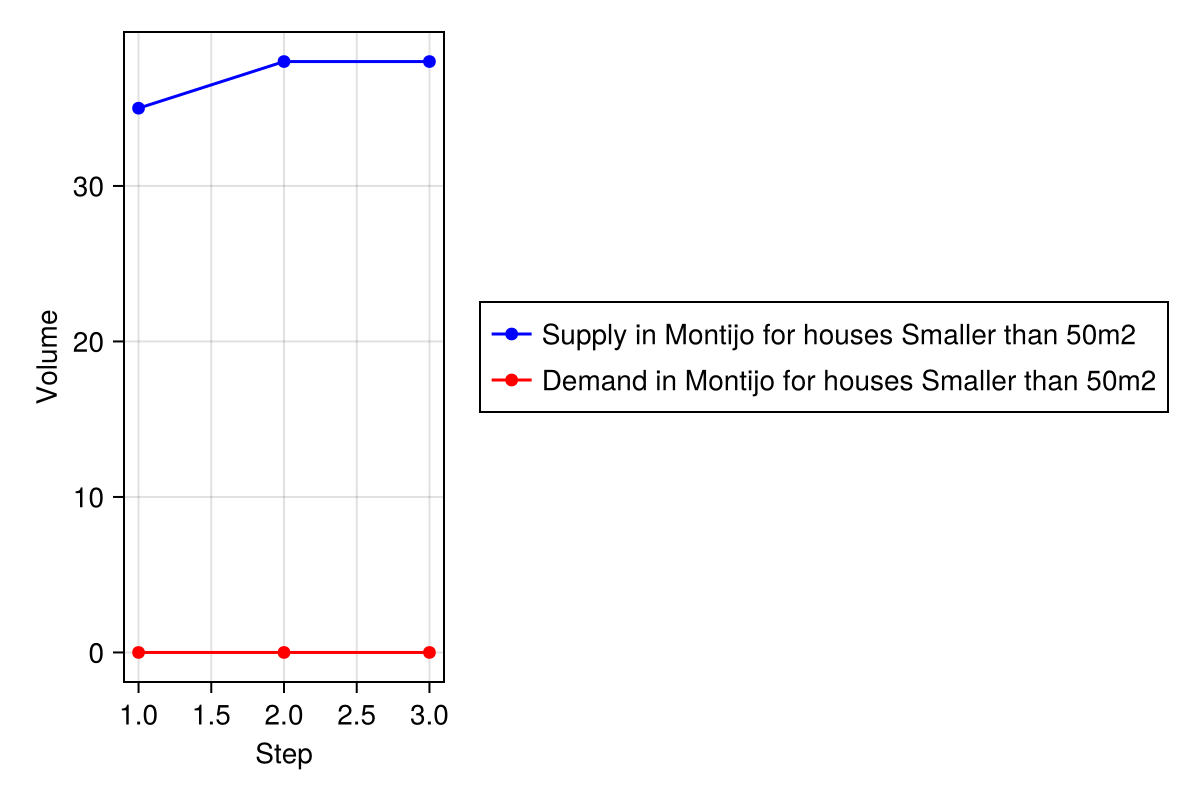 Volume
30
20
10
0
1.0 1.5 2.0 2.5 3.0
Step
Supply in Montijo for houses Smaller than 50m2
Demand in Montijo for houses Smaller than 50m2